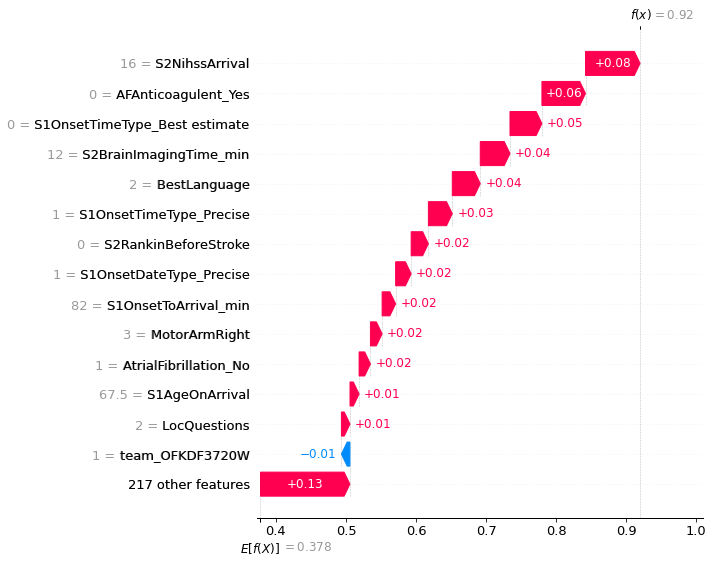 f(x) = 0.92
16 = S2NihssArrival
+0.08
0 = AFAnticoagulent_Yes
+0.06
0 = S1OnsetTimeType_Best estimate
+0.05
12 = S2BrainImagingTime_min
+0.04
2 = BestLanguage
+0.04
1 = S1OnsetTimeType_Precise
+0.03
0 = S2RankinBeforeStroke
+0.02
1 = S1OnsetDateType_Precise
+0.02
82 = S1OnsetToArrival_min
+0.02
3 = MotorArmRight
+0.02
1 = AtrialFibrillation_No
+0.02
67.5 = S1AgeOnArrival
+0.01
2 = LocQuestions
+0.01
1 = team_OFKDF3720W
−0.01
217 other features
+0.13
0.4 0.5 0.6 0.7 0.8 0.9 1.0
E[f(X)] = 0.378